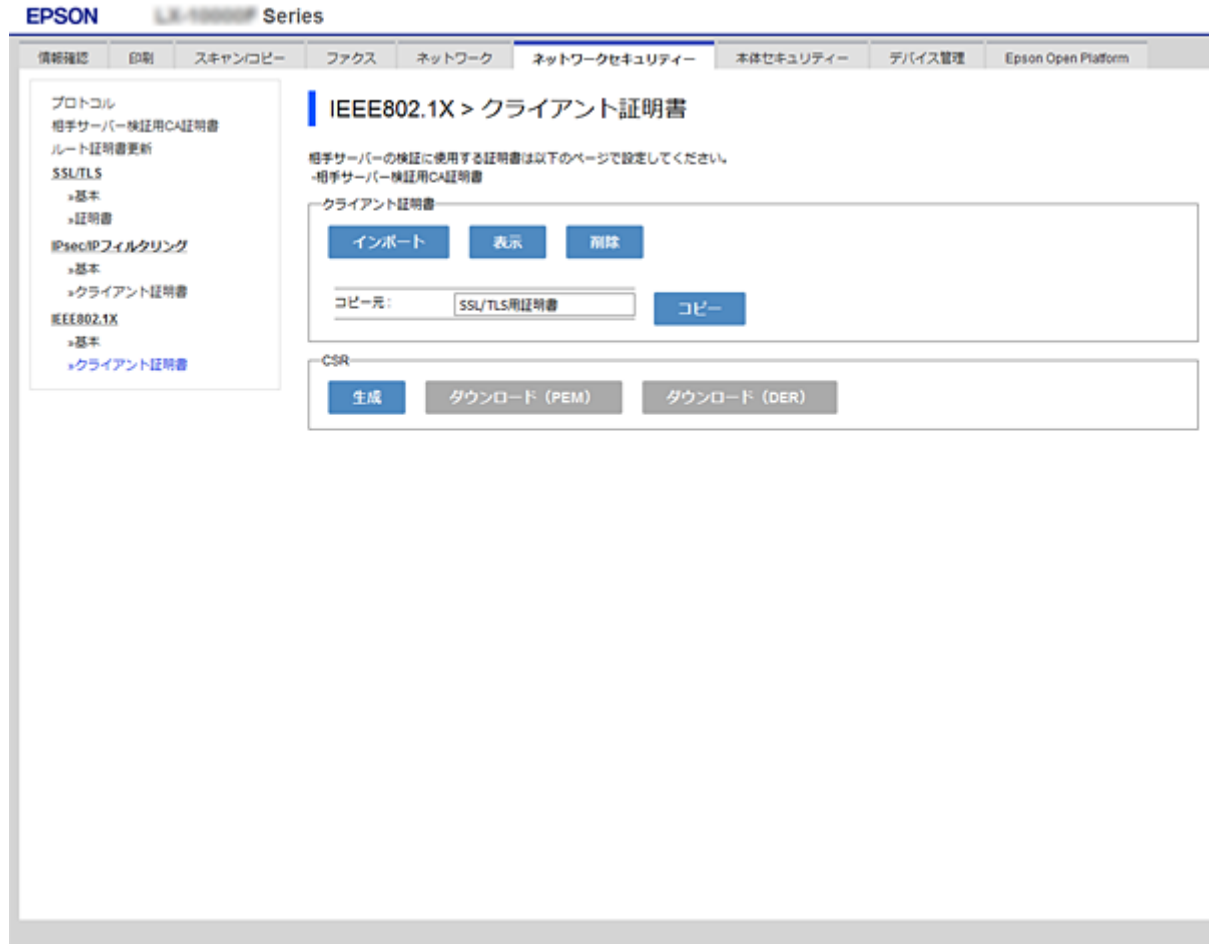 EPSON Series
情報確認 印刷 スキャン/コピー ファクス ネットワーク ネットワークセキュリティー 本体セキュリティー デバイス管理 Epson Open Platform
プロトコル
相手サーバー検証用CA証明書
ルート証明書更新
SSL/TLS
»基本
»証明書
IPsec/IPフィルタリング
»基本
»クライアント証明書
IEEE802.1X
»基本
»クライアント証明書
IEEE802.1X > クライアント証明書
相手サーバーの検証に使用する証明書は以下のページで設定してください。
-相手サーバー検証用CA証明書
クライアント証明書
インポート 表示 削除
コピー元： SSL/TLS用証明書 コピー
CSR
生成 ダウンロード（PEM） ダウンロード（DER）